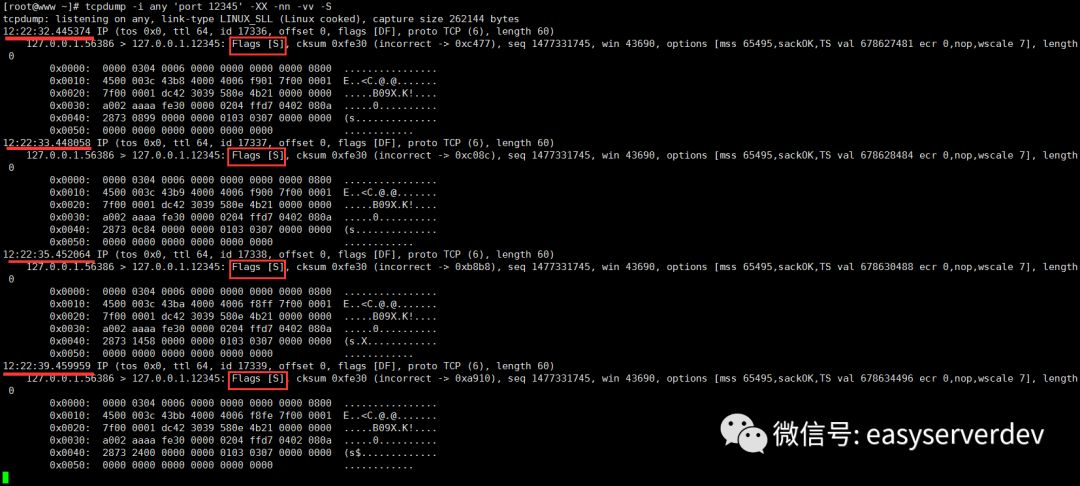 [root@www ~]# tcpdump -i any 'port 12345' -XX -nn -vv -S
tcpdump: listening on any, link-type LINUX_SLL (Linux cooked), capture size 262144 bytes
12:22:32.445374 IP (tos 0x0, ttl 64, id 17336, offset 0, flags [DF], proto TCP (6), length 60)
127.0.0.1.56386 > 127.0.0.1.12345: Flags [S], cksum 0xfe30 (incorrect -> 0xc477), seq 1477331745, win 43690, options [mss 65495,sackOK,TS val 678627481 ecr 0,nop,wscale 7], length
0
0x0000:  0000 0304 0006 0000 0000 0000 0000 0800  ................
0x0010:  4500 003c 43b8 4000 4006 f901 7f00 0001  E..<C.@.@.......
0x0020:  7f00 0001 dc42 3039 580e 4b21 0000 0000  .....B09X.K!....
0x0030:  a002 aaaa fe30 0000 0204 ffd7 0402 080a  .....0..........
0x0040:  2873 0899 0000 0000 0103 0307 0000 0000  (s..............
0x0050:  0000 0000 0000 0000 0000 0000  ............
12:22:33.448058 IP (tos 0x0, ttl 64, id 17337, offset 0, flags [DF], proto TCP (6), length 60)
127.0.0.1.56386 > 127.0.0.1.12345: Flags [S], cksum 0xfe30 (incorrect -> 0xc08c), seq 1477331745, win 43690, options [mss 65495,sackOK,TS val 678628484 ecr 0,nop,wscale 7], length
0
0x0000:  0000 0304 0006 0000 0000 0000 0000 0800  ................
0x0010:  4500 003c 43b9 4000 4006 f900 7f00 0001  E..<C.@.@.......
0x0020:  7f00 0001 dc42 3039 580e 4b21 0000 0000  .....B09X.K!....
0x0030:  a002 aaaa fe30 0000 0204 ffd7 0402 080a  .....0..........
0x0040:  2873 0c84 0000 0000 0103 0307 0000 0000  (s..............
0x0050:  0000 0000 0000 0000 0000 0000  ............
12:22:35.452064 IP (tos 0x0, ttl 64, id 17338, offset 0, flags [DF], proto TCP (6), length 60)
127.0.0.1.56386 > 127.0.0.1.12345: Flags [S], cksum 0xfe30 (incorrect -> 0xb8b8), seq 1477331745, win 43690, options [mss 65495,sackOK,TS val 678630488 ecr 0,nop,wscale 7], length
0
0x0000:  0000 0304 0006 0000 0000 0000 0000 0800  ................
0x0010:  4500 003c 43ba 4000 4006 f8ff 7f00 0001  E..<C.@.@.......
0x0020:  7f00 0001 dc42 3039 580e 4b21 0000 0000  .....B09X.K!....
0x0030:  a002 aaaa fe30 0000 0204 ffd7 0402 080a  .....0..........
0x0040:  2873 1458 0000 0000 0103 0307 0000 0000  (s.X............
0x0050:  0000 0000 0000 0000 0000 0000  ............
12:22:39.459959 IP (tos 0x0, ttl 64, id 17339, offset 0, flags [DF], proto TCP (6), length 60)
127.0.0.1.56386 > 127.0.0.1.12345: Flags [S], cksum 0xfe30 (incorrect -> 0xa910), seq 1477331745, win 43690, options [mss 65495,sackOK,TS val 678634496 ecr 0,nop,wscale 7], length
0
0x0000:  0000 0304 0006 0000 0000 0000 0000 0800  ................
0x0010:  4500 003c 43bb 4000 4006 f8fe 7f00 0001  E..<C.@.@.......
0x0020:  7f00 0001 dc42 3039 580e 4b21 0000 0000  .....B09X.K!....
0x0030:  a002 aaaa fe30 0000 0204 ffd7 0402 080a  .....0..........
0x0040:  2873 2400 0000 0000 0103 0307 0000 0000  (s$.............
0x0050:  0000 0000 0000 0000 0000 0000  ............
微信号: easyserverdev